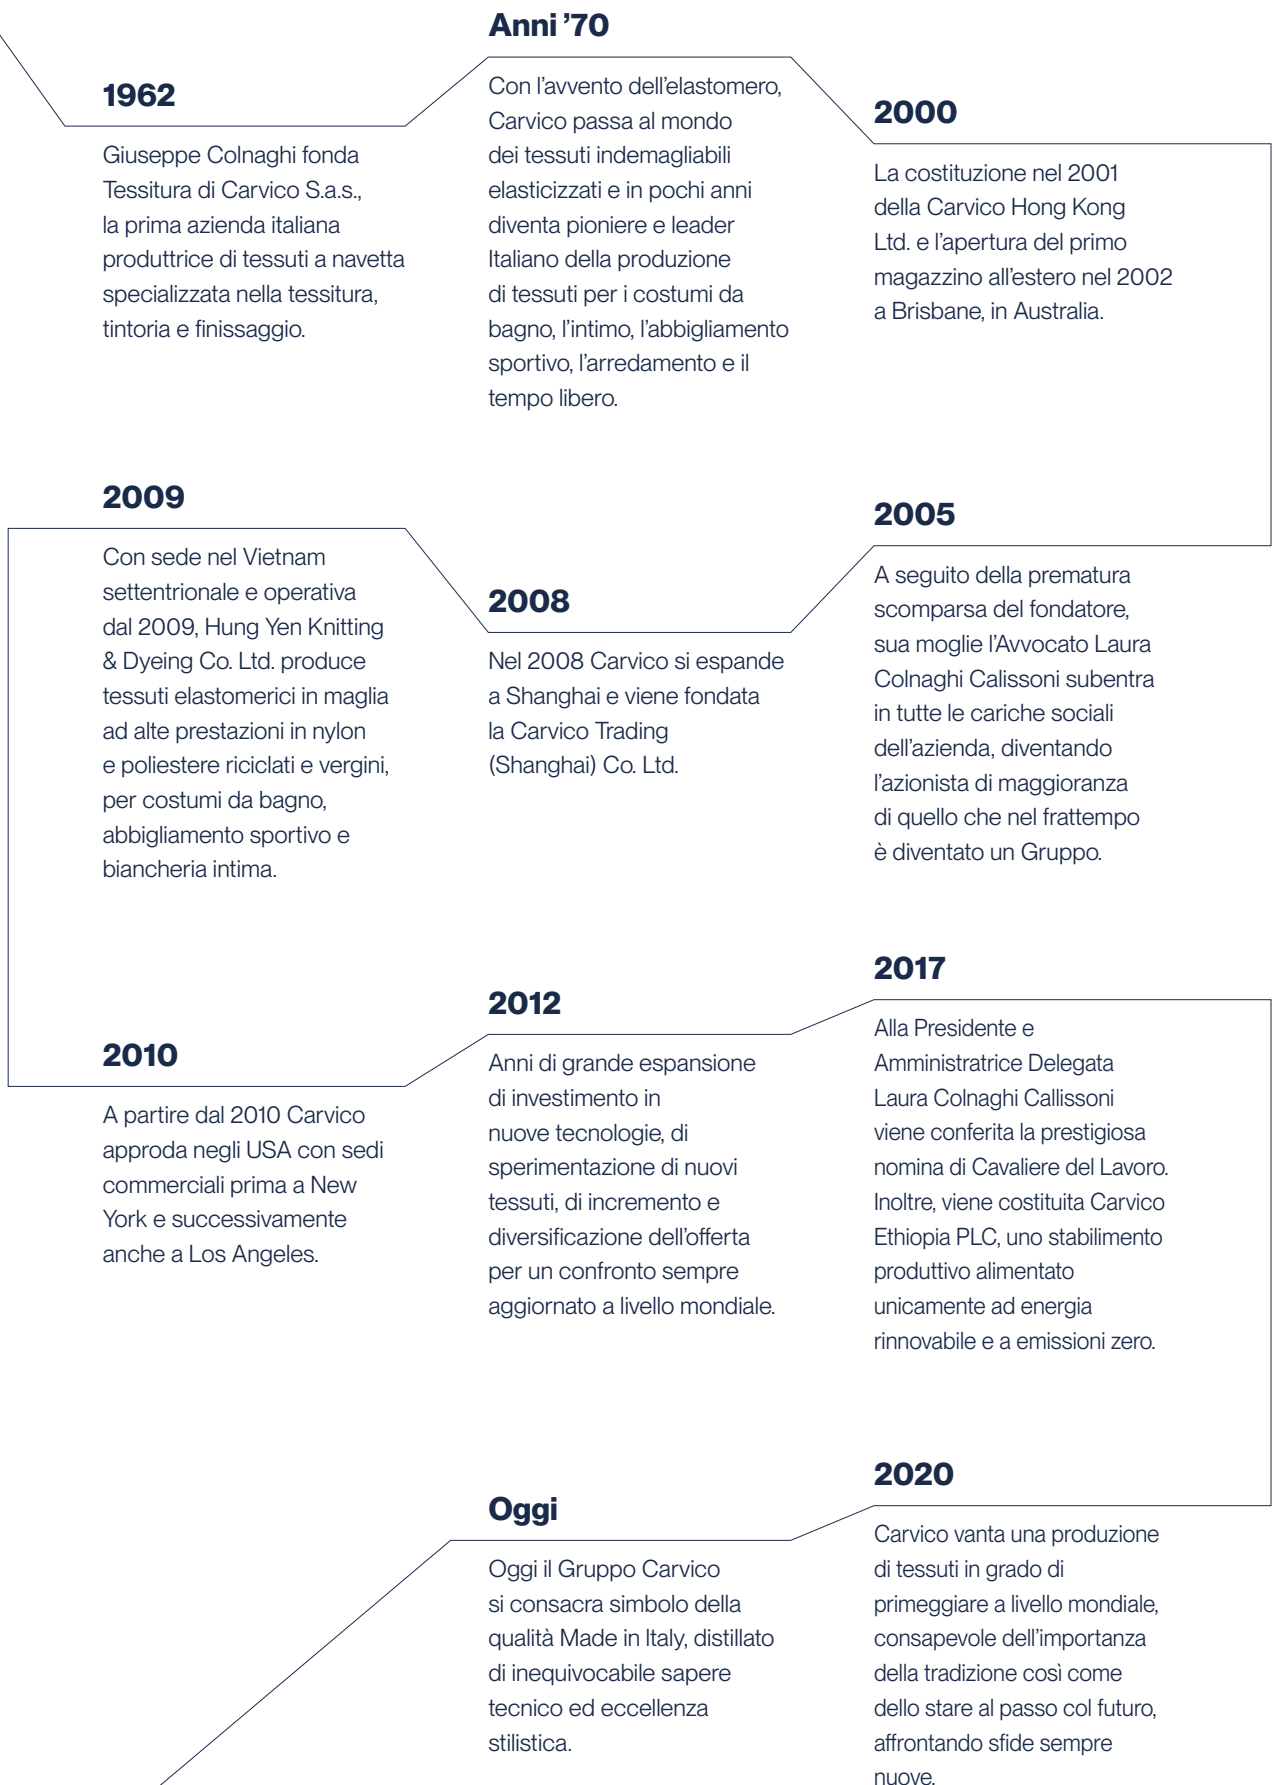 1962
Giuseppe Colnaghi fonda
Tessitura di Carvico S.a.s.,
la prima azienda italiana
produttrice di tessuti a navetta
specializzata nella tessitura,
tintoria e finissaggio.
Anni ’70
Con l’avvento dell’elastomero,
Carvico passa al mondo
dei tessuti indemagliabili
elasticizzati e in pochi anni
diventa pioniere e leader
Italiano della produzione
di tessuti per i costumi da
bagno, l’intimo, l’abbigliamento
sportivo, l’arredamento e il
tempo libero.
2000
La costituzione nel 2001
della Carvico Hong Kong
Ltd. e l’apertura del primo
magazzino all’estero nel 2002
a Brisbane, in Australia.
2005
A seguito della prematura
scomparsa del fondatore,
sua moglie l’Avvocato Laura
Colnaghi Calissoni subentra
in tutte le cariche sociali
dell’azienda, diventando
l’azionista di maggioranza
di quello che nel frattempo
è diventato un Gruppo.
2008
Nel 2008 Carvico si espande
a Shanghai e viene fondata
la Carvico Trading
(Shanghai) Co. Ltd.
2009
Con sede nel Vietnam
settentrionale e operativa
dal 2009, Hung Yen Knitting
& Dyeing Co. Ltd. produce
tessuti elastomerici in maglia
ad alte prestazioni in nylon
e poliestere riciclati e vergini,
per costumi da bagno,
abbigliamento sportivo e
biancheria intima.
2010
A partire dal 2010 Carvico
approda negli USA con sedi
commerciali prima a New
York e successivamente
anche a Los Angeles.
2012
Anni di grande espansione
di investimento in
nuove tecnologie, di
sperimentazione di nuovi
tessuti, di incremento e
diversificazione dell’offerta
per un confronto sempre
aggiornato a livello mondiale.
2017
Alla Presidente e
Amministratrice Delegata
Laura Colnaghi Callissoni
viene conferita la prestigiosa
nomina di Cavaliere del Lavoro.
Inoltre, viene costituita Carvico
Ethiopia PLC, uno stabilimento
produttivo alimentato
unicamente ad energia
rinnovabile e a emissioni zero.
2020
Carvico vanta una produzione
di tessuti in grado di
primeggiare a livello mondiale,
consapevole dell’importanza
della tradizione così come
dello stare al passo col futuro,
affrontando sfide sempre
nuove.
Oggi
Oggi il Gruppo Carvico
si consacra simbolo della
qualità Made in Italy, distillato
di inequivocabile sapere
tecnico ed eccellenza
stilistica.